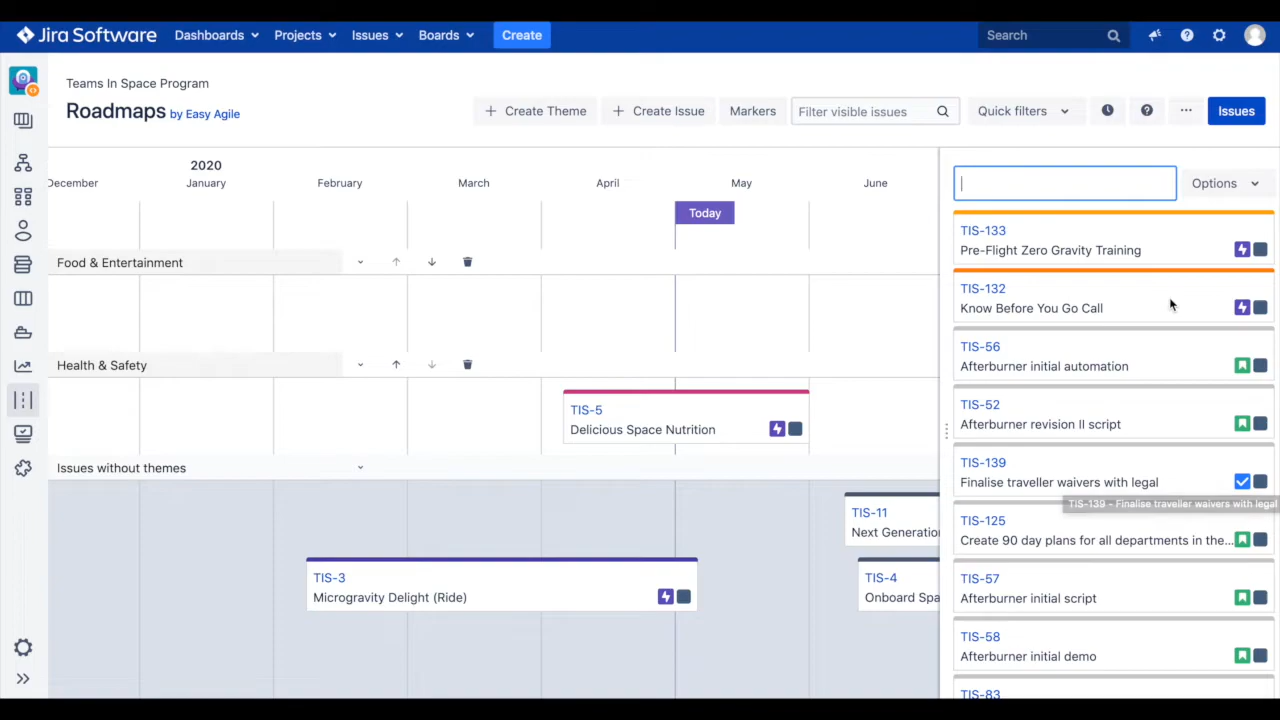 Jira Software Dashboards Projects Issues Boards Create Search
Teams In Space Program
Roadmaps by Easy Agile
+ Create Theme + Create Issue Markers Filter visible issues Quick filters ... Issues
2020
December January February March April May June
Today
Food & Entertainment
Health & Safety
TIS-5
Delicious Space Nutrition
Issues without themes
TIS-11
Next Generatio
TIS-3
Microgravity Delight (Ride)
TIS-4
Onboard Spa
Options
TIS-133
Pre-Flight Zero Gravity Training
TIS-132
Know Before You Go Call
TIS-56
Afterburner initial automation
TIS-52
Afterburner revision II script
TIS-139
Finalise traveller waivers with legal
TIS-139 - Finalise traveller waivers with legal
TIS-125
Create 90 day plans for all departments in the...
TIS-57
Afterburner initial script
TIS-58
Afterburner initial demo
TIS-83